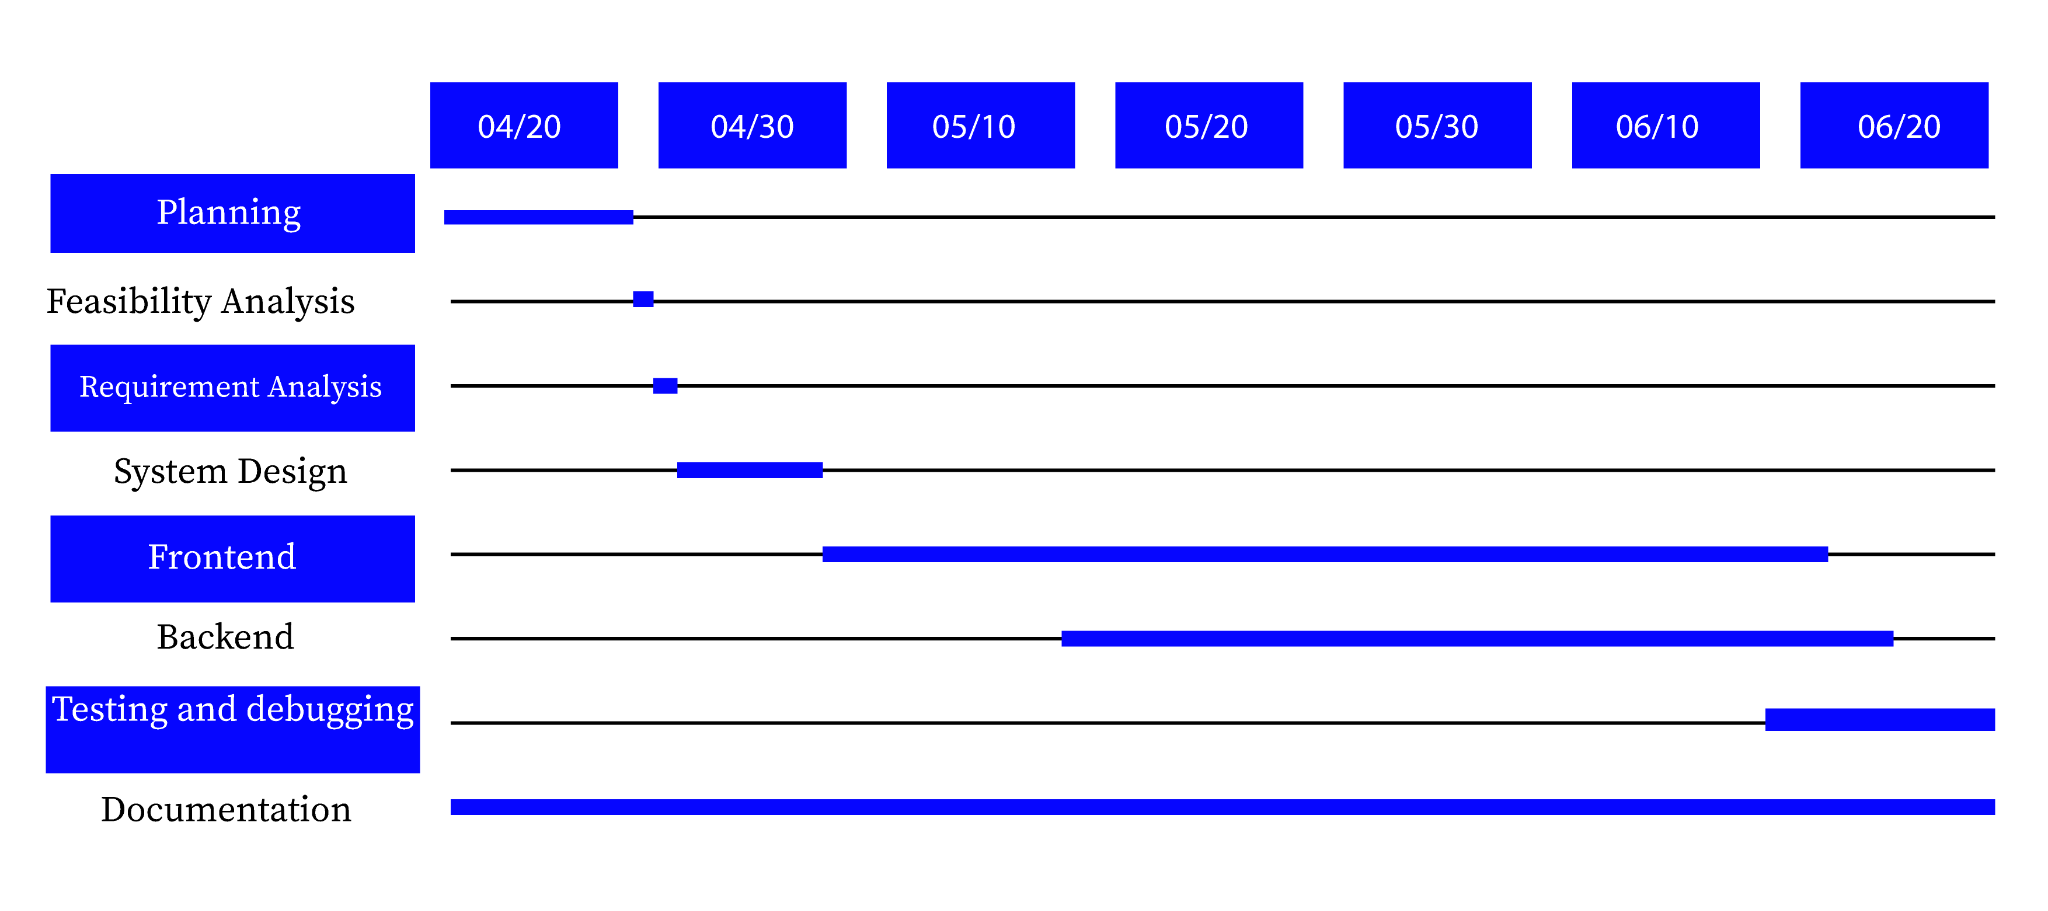 04/20 04/30 05/10 05/20 05/30 06/10 06/20
Planning
Feasibility Analysis
Requirement Analysis
System Design
Frontend
Backend
Testing and debugging
Documentation